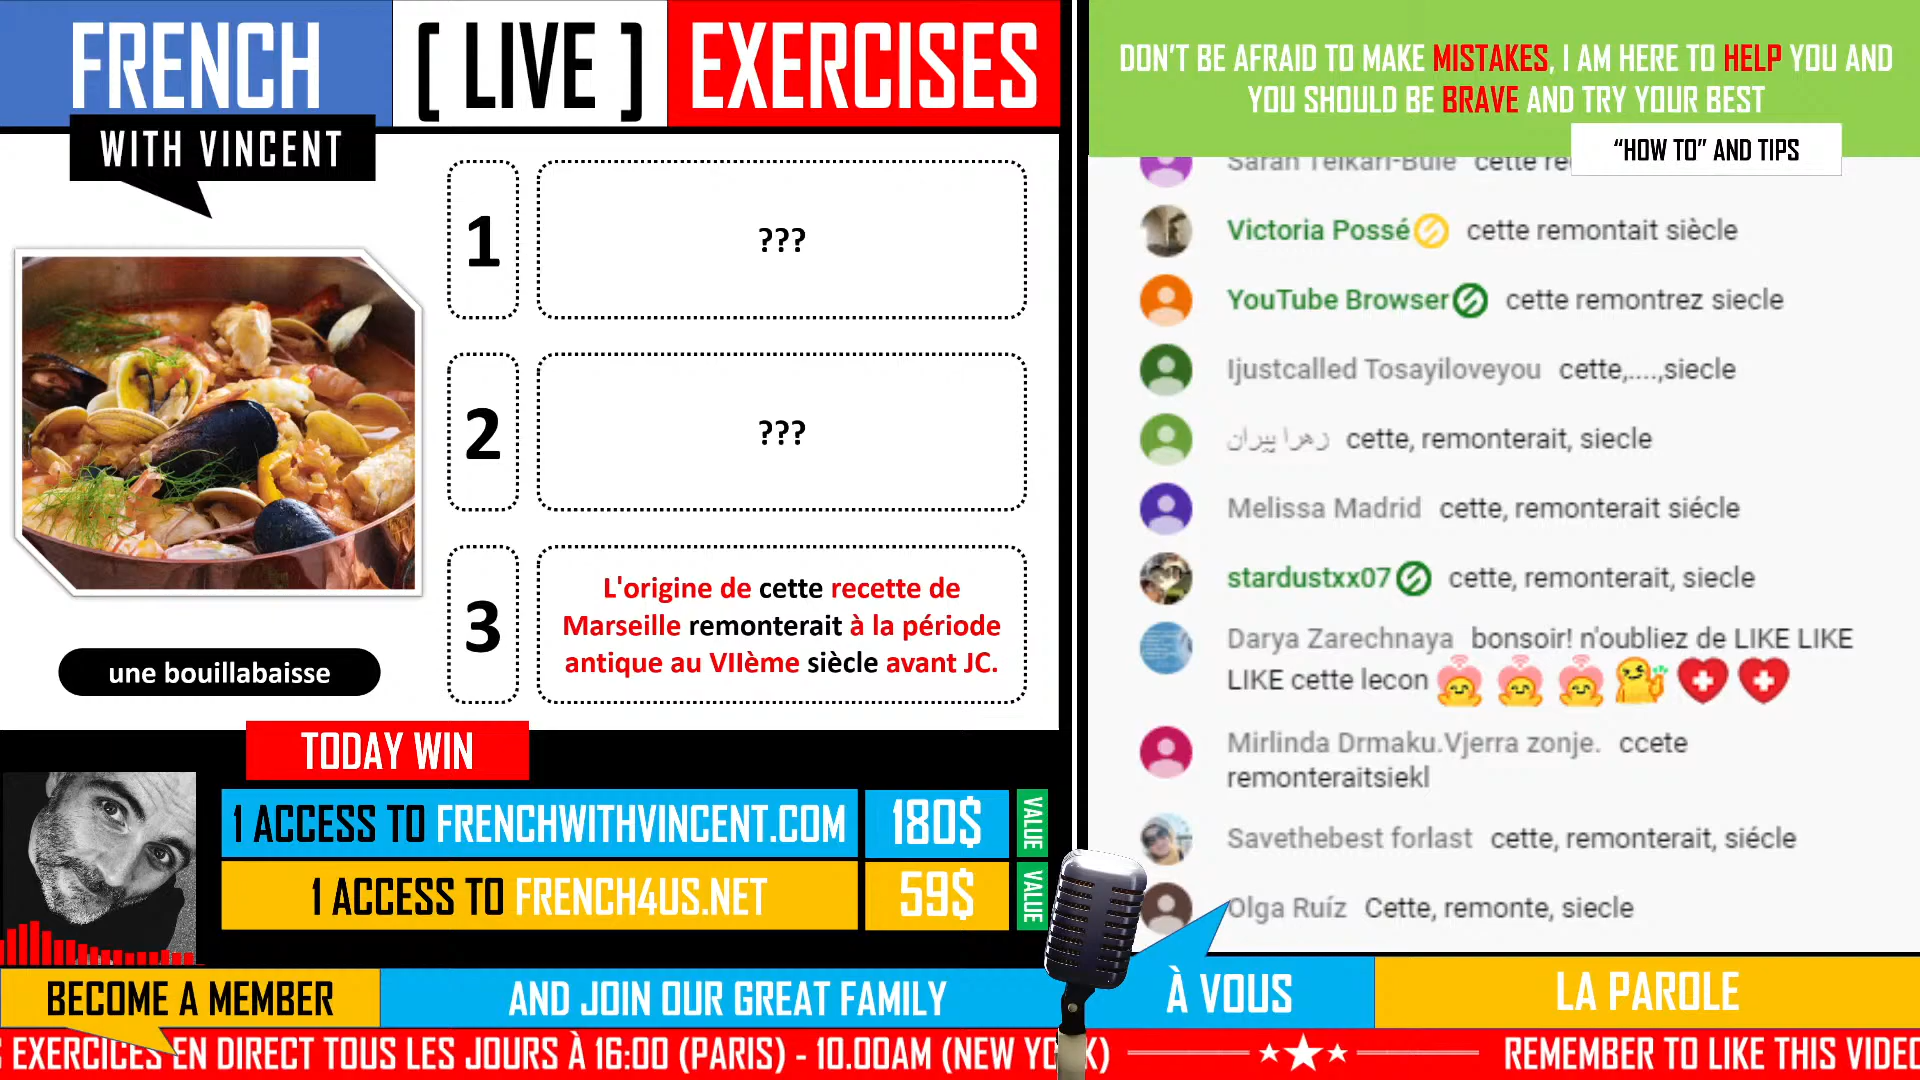 FRENCH
[ LIVE ]
EXERCISES
WITH VINCENT
1
???
2
???
3
L'origine de cette recette de
Marseille remonterait à la période
antique au VIIème siècle avant JC.
une bouillabaisse
TODAY WIN
1 ACCESS TO FRENCHWITHVINCENT.COM
180$
VALUE
1 ACCESS TO FRENCH4US.NET
59$
VALUE
BECOME A MEMBER
AND JOIN OUR GREAT FAMILY
DON'T BE AFRAID TO MAKE MISTAKES, I AM HERE TO HELP YOU AND
YOU SHOULD BE BRAVE AND TRY YOUR BEST
“HOW TO” AND TIPS
cette
Victoria Possé cette remontait siècle
YouTube Browser cette remontrez siecle
Ijustcalled Tosayiloveyou cette,....,siecle
زهرا پیران cette, remonterait, siecle
Melissa Madrid cette, remonterait siécle
stardustxx07 cette, remonterait, siecle
Darya Zarechnaya bonsoir! n'oubliez de LIKE LIKE
LIKE cette lecon
Mirlinda Drmaku.Vjerra zonje. ccete
remonteraitsiekl
Savethebest forlast cette, remonterait, siécle
Olga Ruíz Cette, remonte, siecle
À VOUS
LA PAROLE
EXERCICES EN DIRECT TOUS LES JOURS À 16:00 (PARIS) - 10.00AM (NEW YORK)
REMEMBER TO LIKE THIS VIDEO